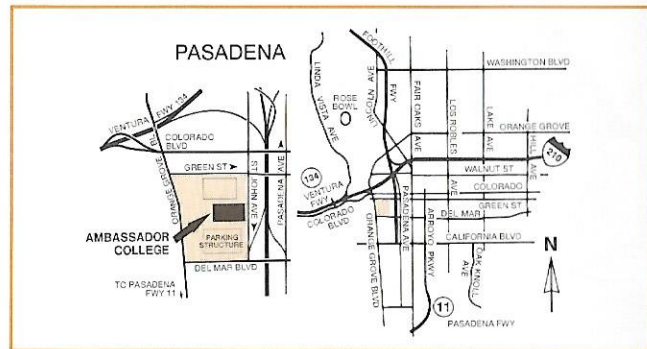 PASADENA
VENTURA FWY 134
COLORADO
BLVD
GREEN ST
ORANGE GROVE BL
ST. JOHN AVE
PASADENA AVE
AMBASSADOR
COLLEGE
PARKING
STRUCTURE
DEL MAR BLVD
TO PASADENA
FWY 11
FOOTHILL
FWY
LINDA
VISTA AVE
ROSE
BOWL
LINCOLN AVE
FAIR OAKS
AVE
LOS ROBLES
AVE
LAKE
AVE
HILL AVE
WASHINGTON BLVD
ORANGE GROVE
210
WALNUT ST
134
VENTURA
FWY
COLORADO
BLVD
COLORADO
GREEN ST
DEL MAR
CALIFORNIA BLVD
ORANGE GROVE BLVD
PASADENA AVE
ARROYO PKWY
OAK KNOLL
AVE
N
11
PASADENA FWY